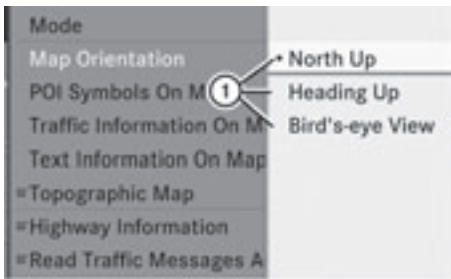 Mode
Map Orientation
POI Symbols On M
Traffic Information On M
Text Information On Map
Topographic Map
Highway Information
Read Traffic Messages A
1
North Up
Heading Up
Bird's-eye View